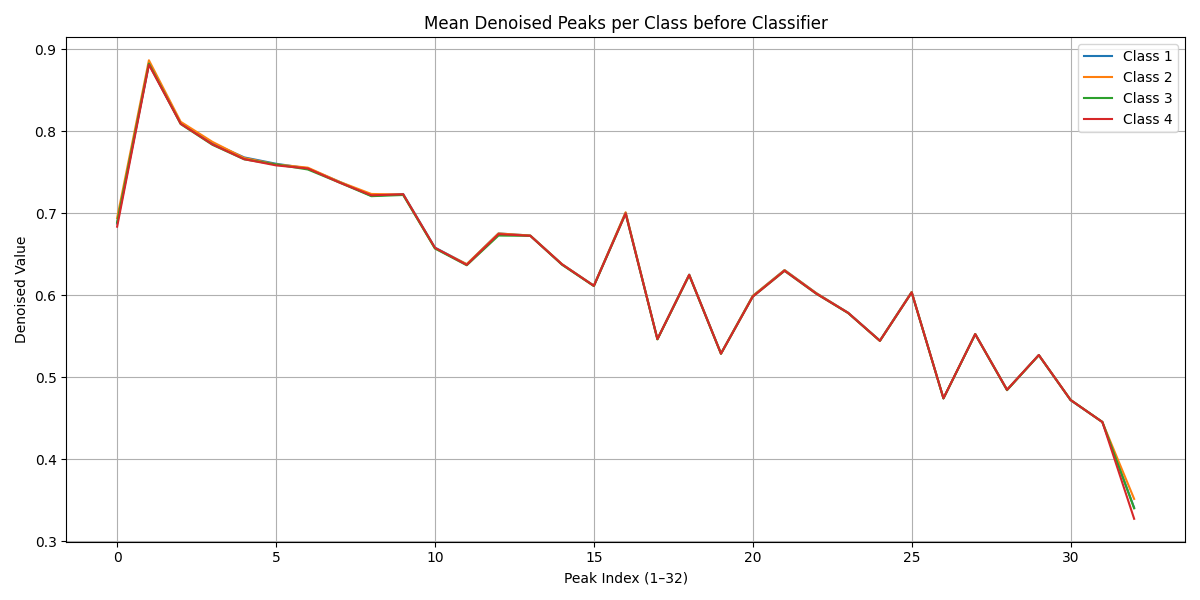 Mean Denoised Peaks per Class before Classifier
Class 1
Class 2
Class 3
Class 4
Denoised Value
0.9
0.8
0.7
0.6
0.5
0.4
0.3
0 5 10 15 20 25 30
Peak Index (1–32)